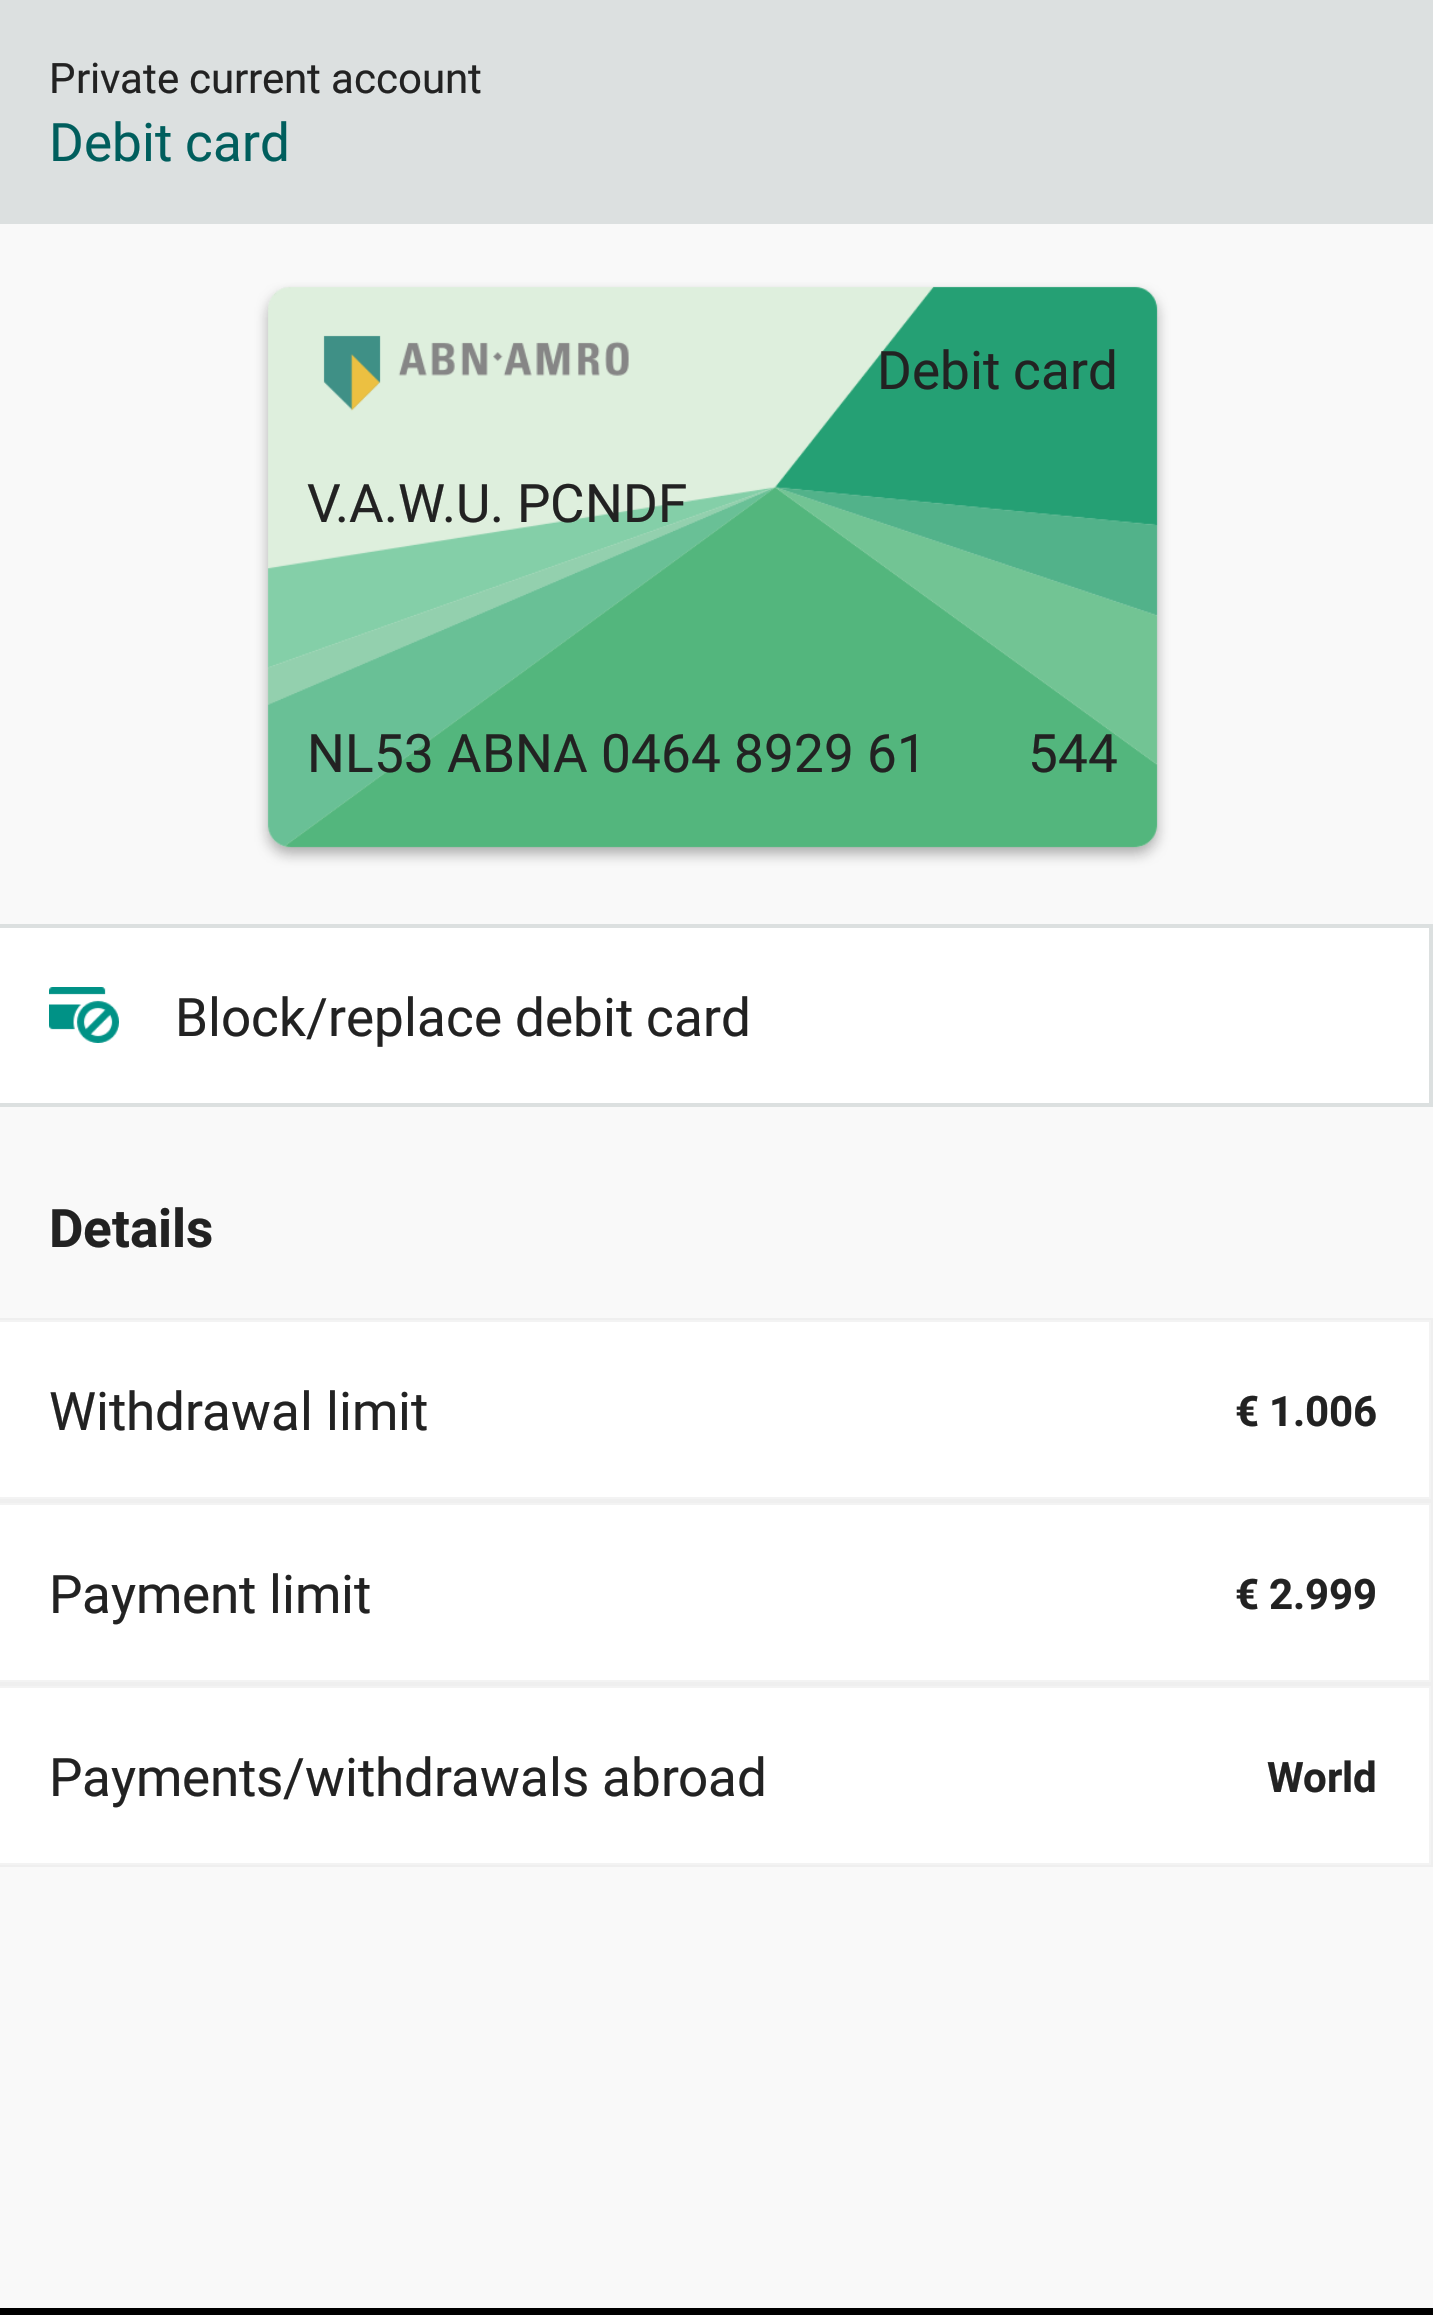 Private current account
Debit card
ABN·AMRO
Debit card
V.A.W.U. PCNDF
NL53 ABNA 0464 8929 61 544
Block/replace debit card
Details
Withdrawal limit € 1.006
Payment limit € 2.999
Payments/withdrawals abroad World